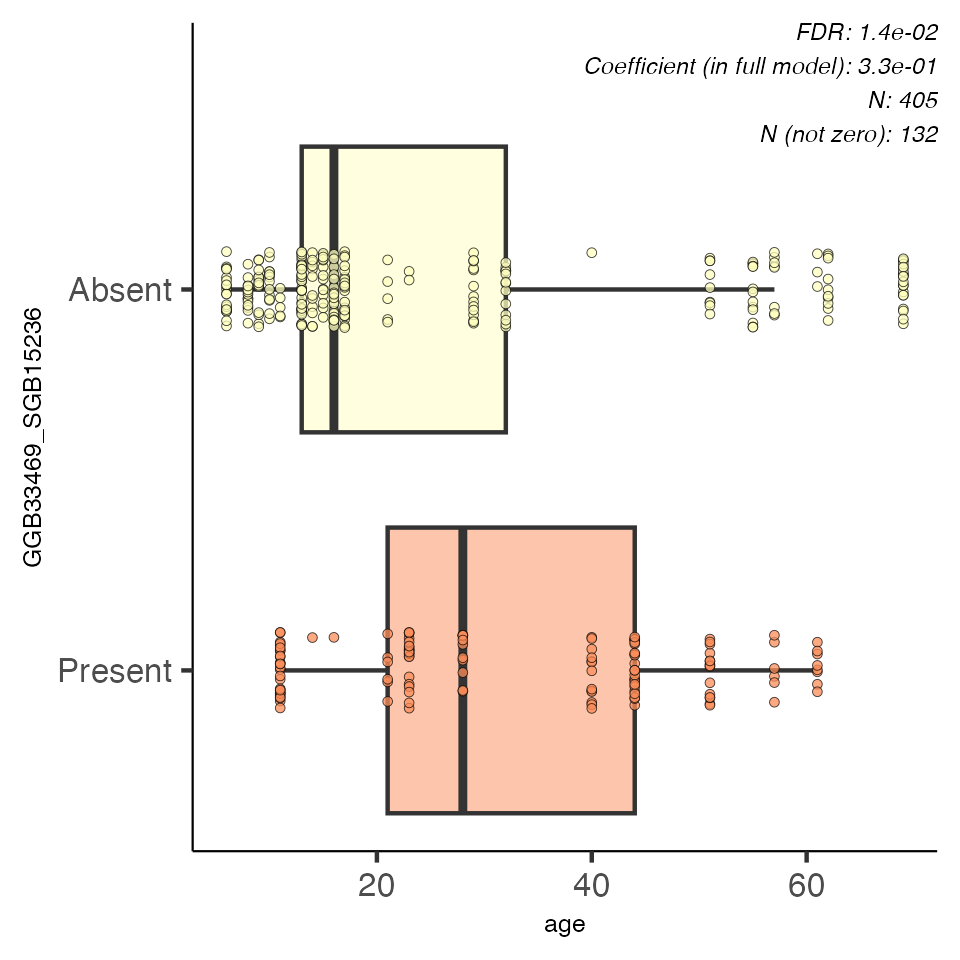 FDR: 1.4e-02
Coefficient (in full model): 3.3e-01
N: 405
N (not zero): 132
GGB33469_SGB15236
Absent
Present
20 40 60
age